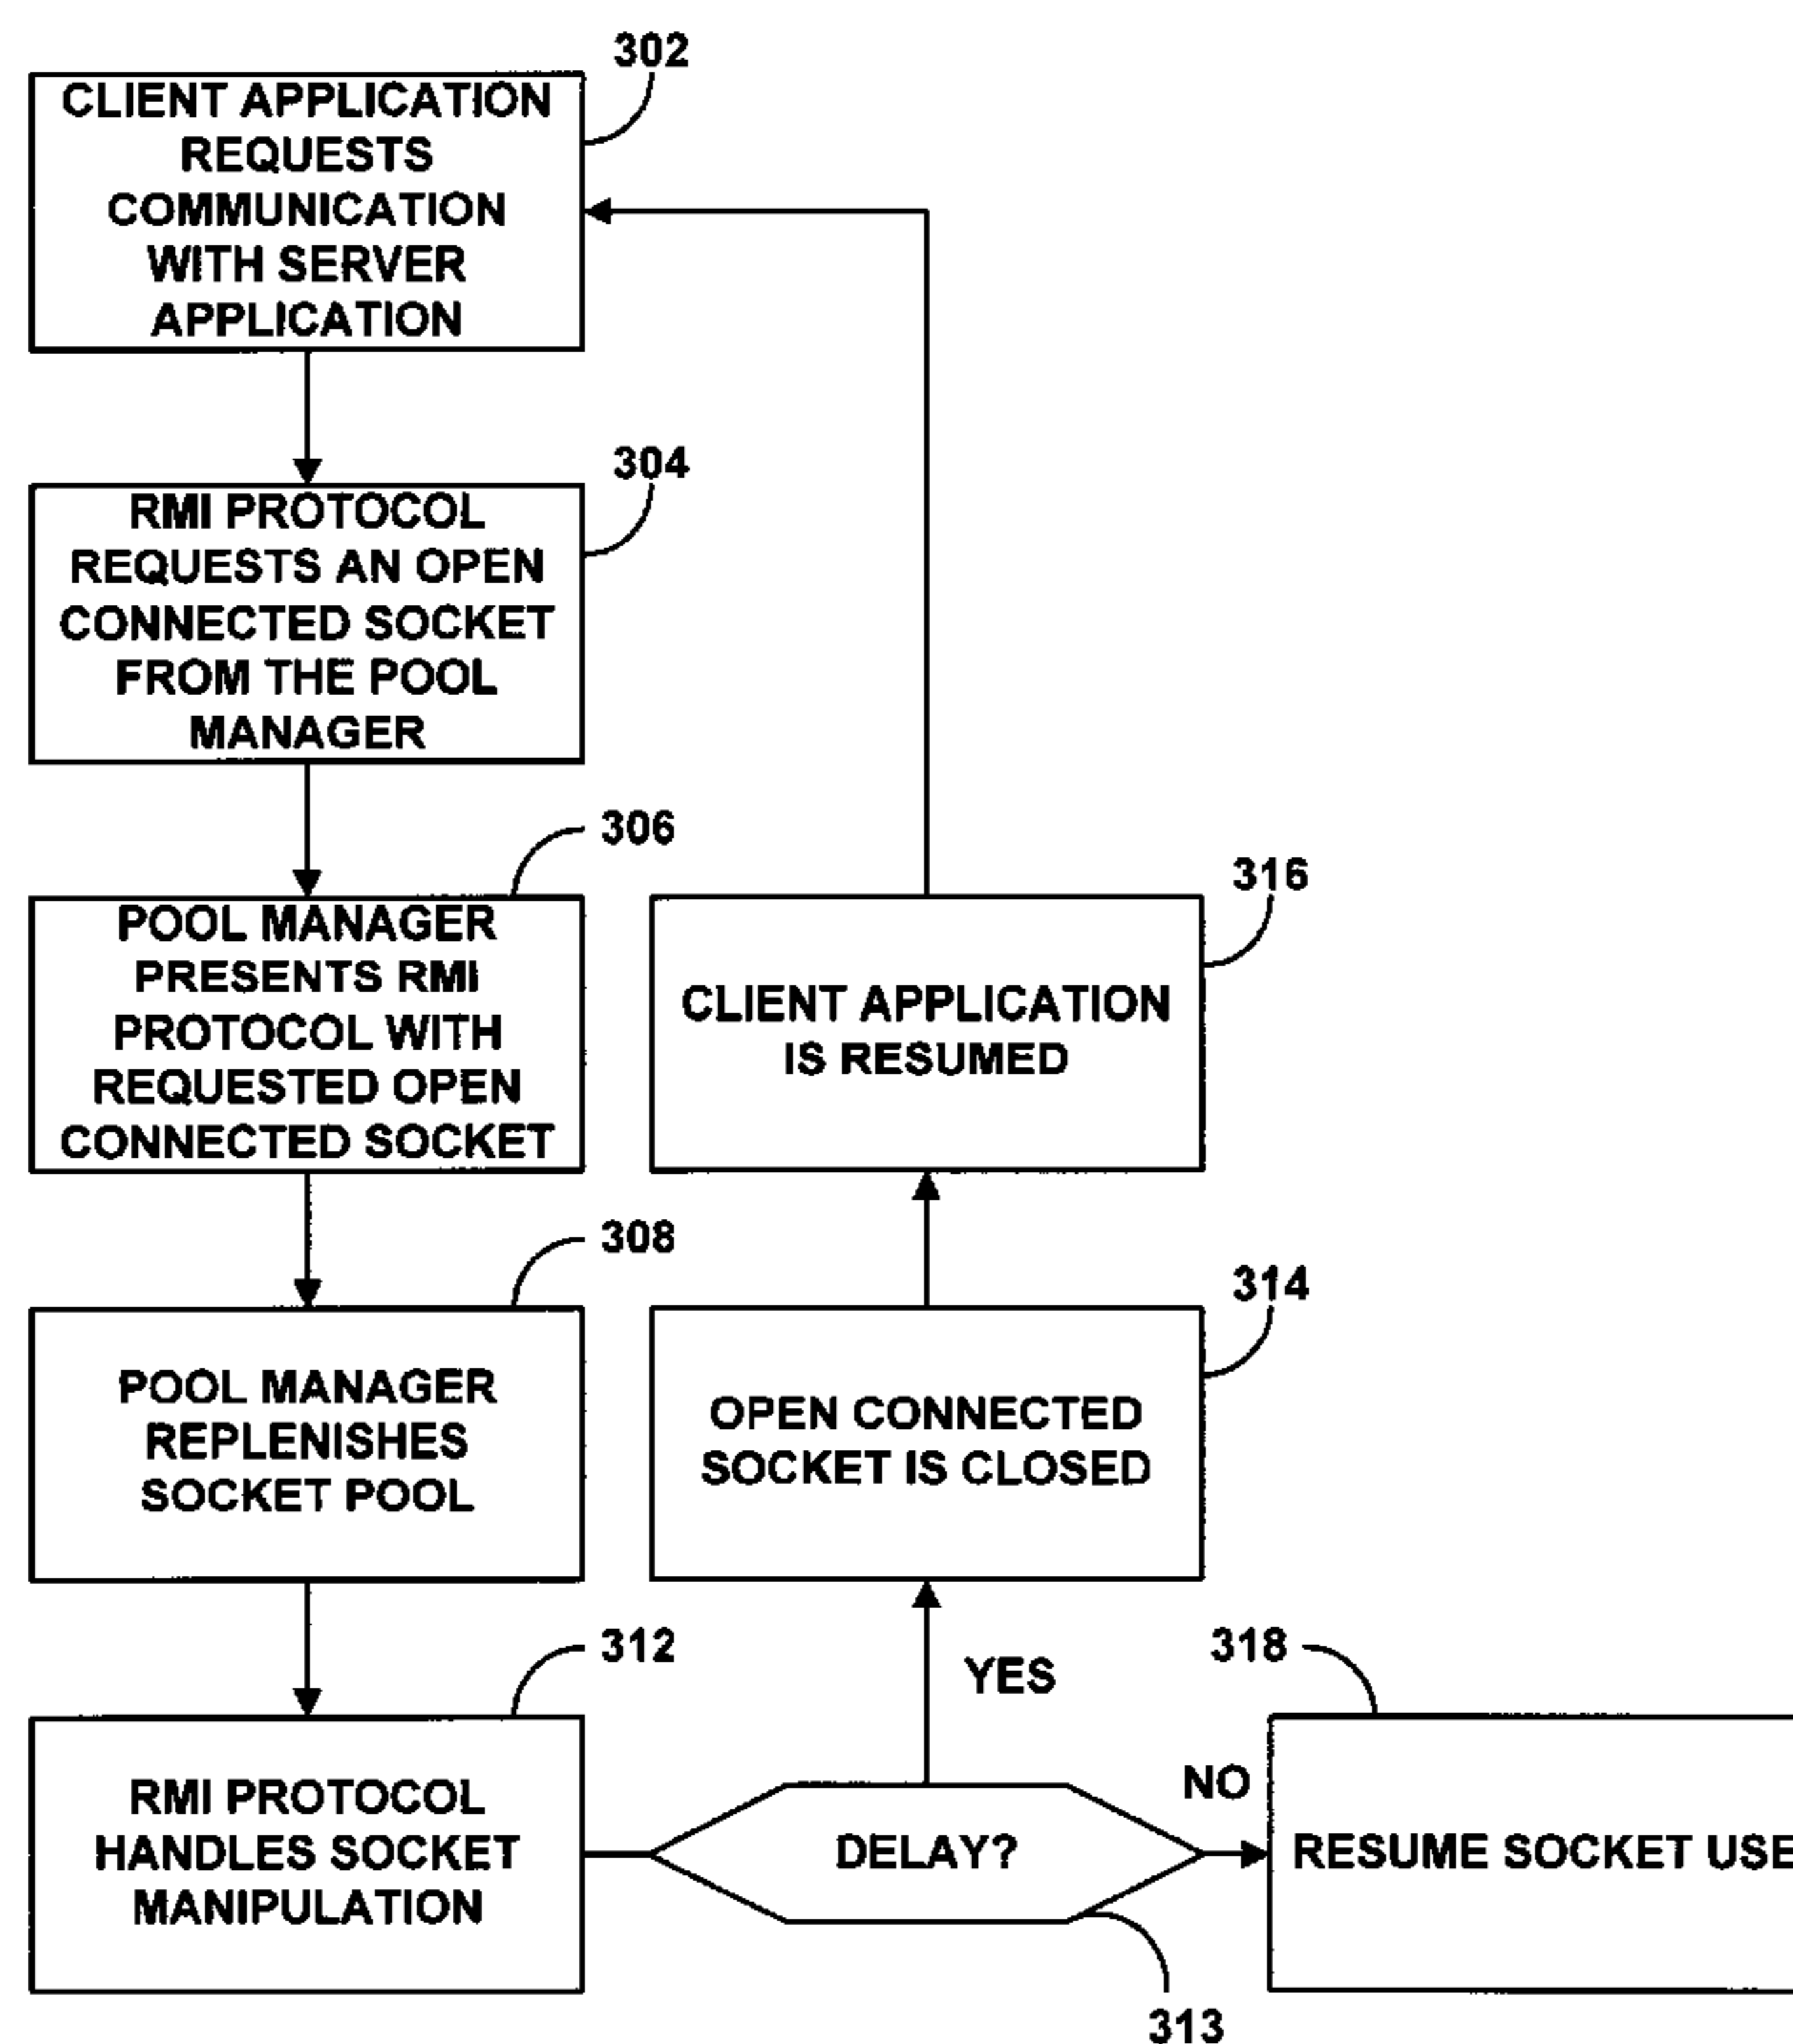 302
CLIENT APPLICATION
REQUESTS
COMMUNICATION
WITH SERVER
APPLICATION
304
RMI PROTOCOL
REQUESTS AN OPEN
CONNECTED SOCKET
FROM THE POOL
MANAGER
306
POOL MANAGER
PRESENTS RMI
PROTOCOL WITH
REQUESTED OPEN
CONNECTED SOCKET
316
CLIENT APPLICATION
IS RESUMED
308
POOL MANAGER
REPLENISHES
SOCKET POOL
314
OPEN CONNECTED
SOCKET IS CLOSED
312
RMI PROTOCOL
HANDLES SOCKET
MANIPULATION
YES
DELAY?
313
NO
318
RESUME SOCKET USE